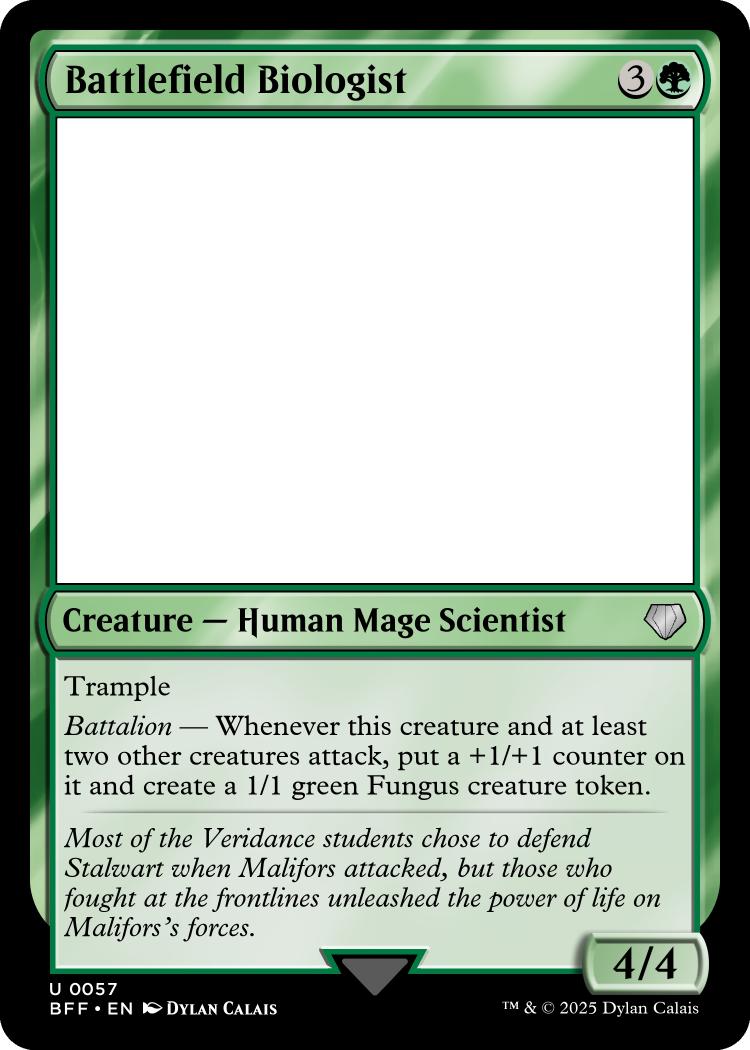 Battlefield Biologist 3
Creature — Human Mage Scientist
Trample
Battalion — Whenever this creature and at least
two other creatures attack, put a +1/+1 counter on
it and create a 1/1 green Fungus creature token.
Most of the Veridance students chose to defend
Stalwart when Malifors attacked, but those who
fought at the frontlines unleashed the power of life on
Malifors's forces.
4/4
U 0057
BFF • EN DYLAN CALAIS
™ & © 2025 Dylan Calais